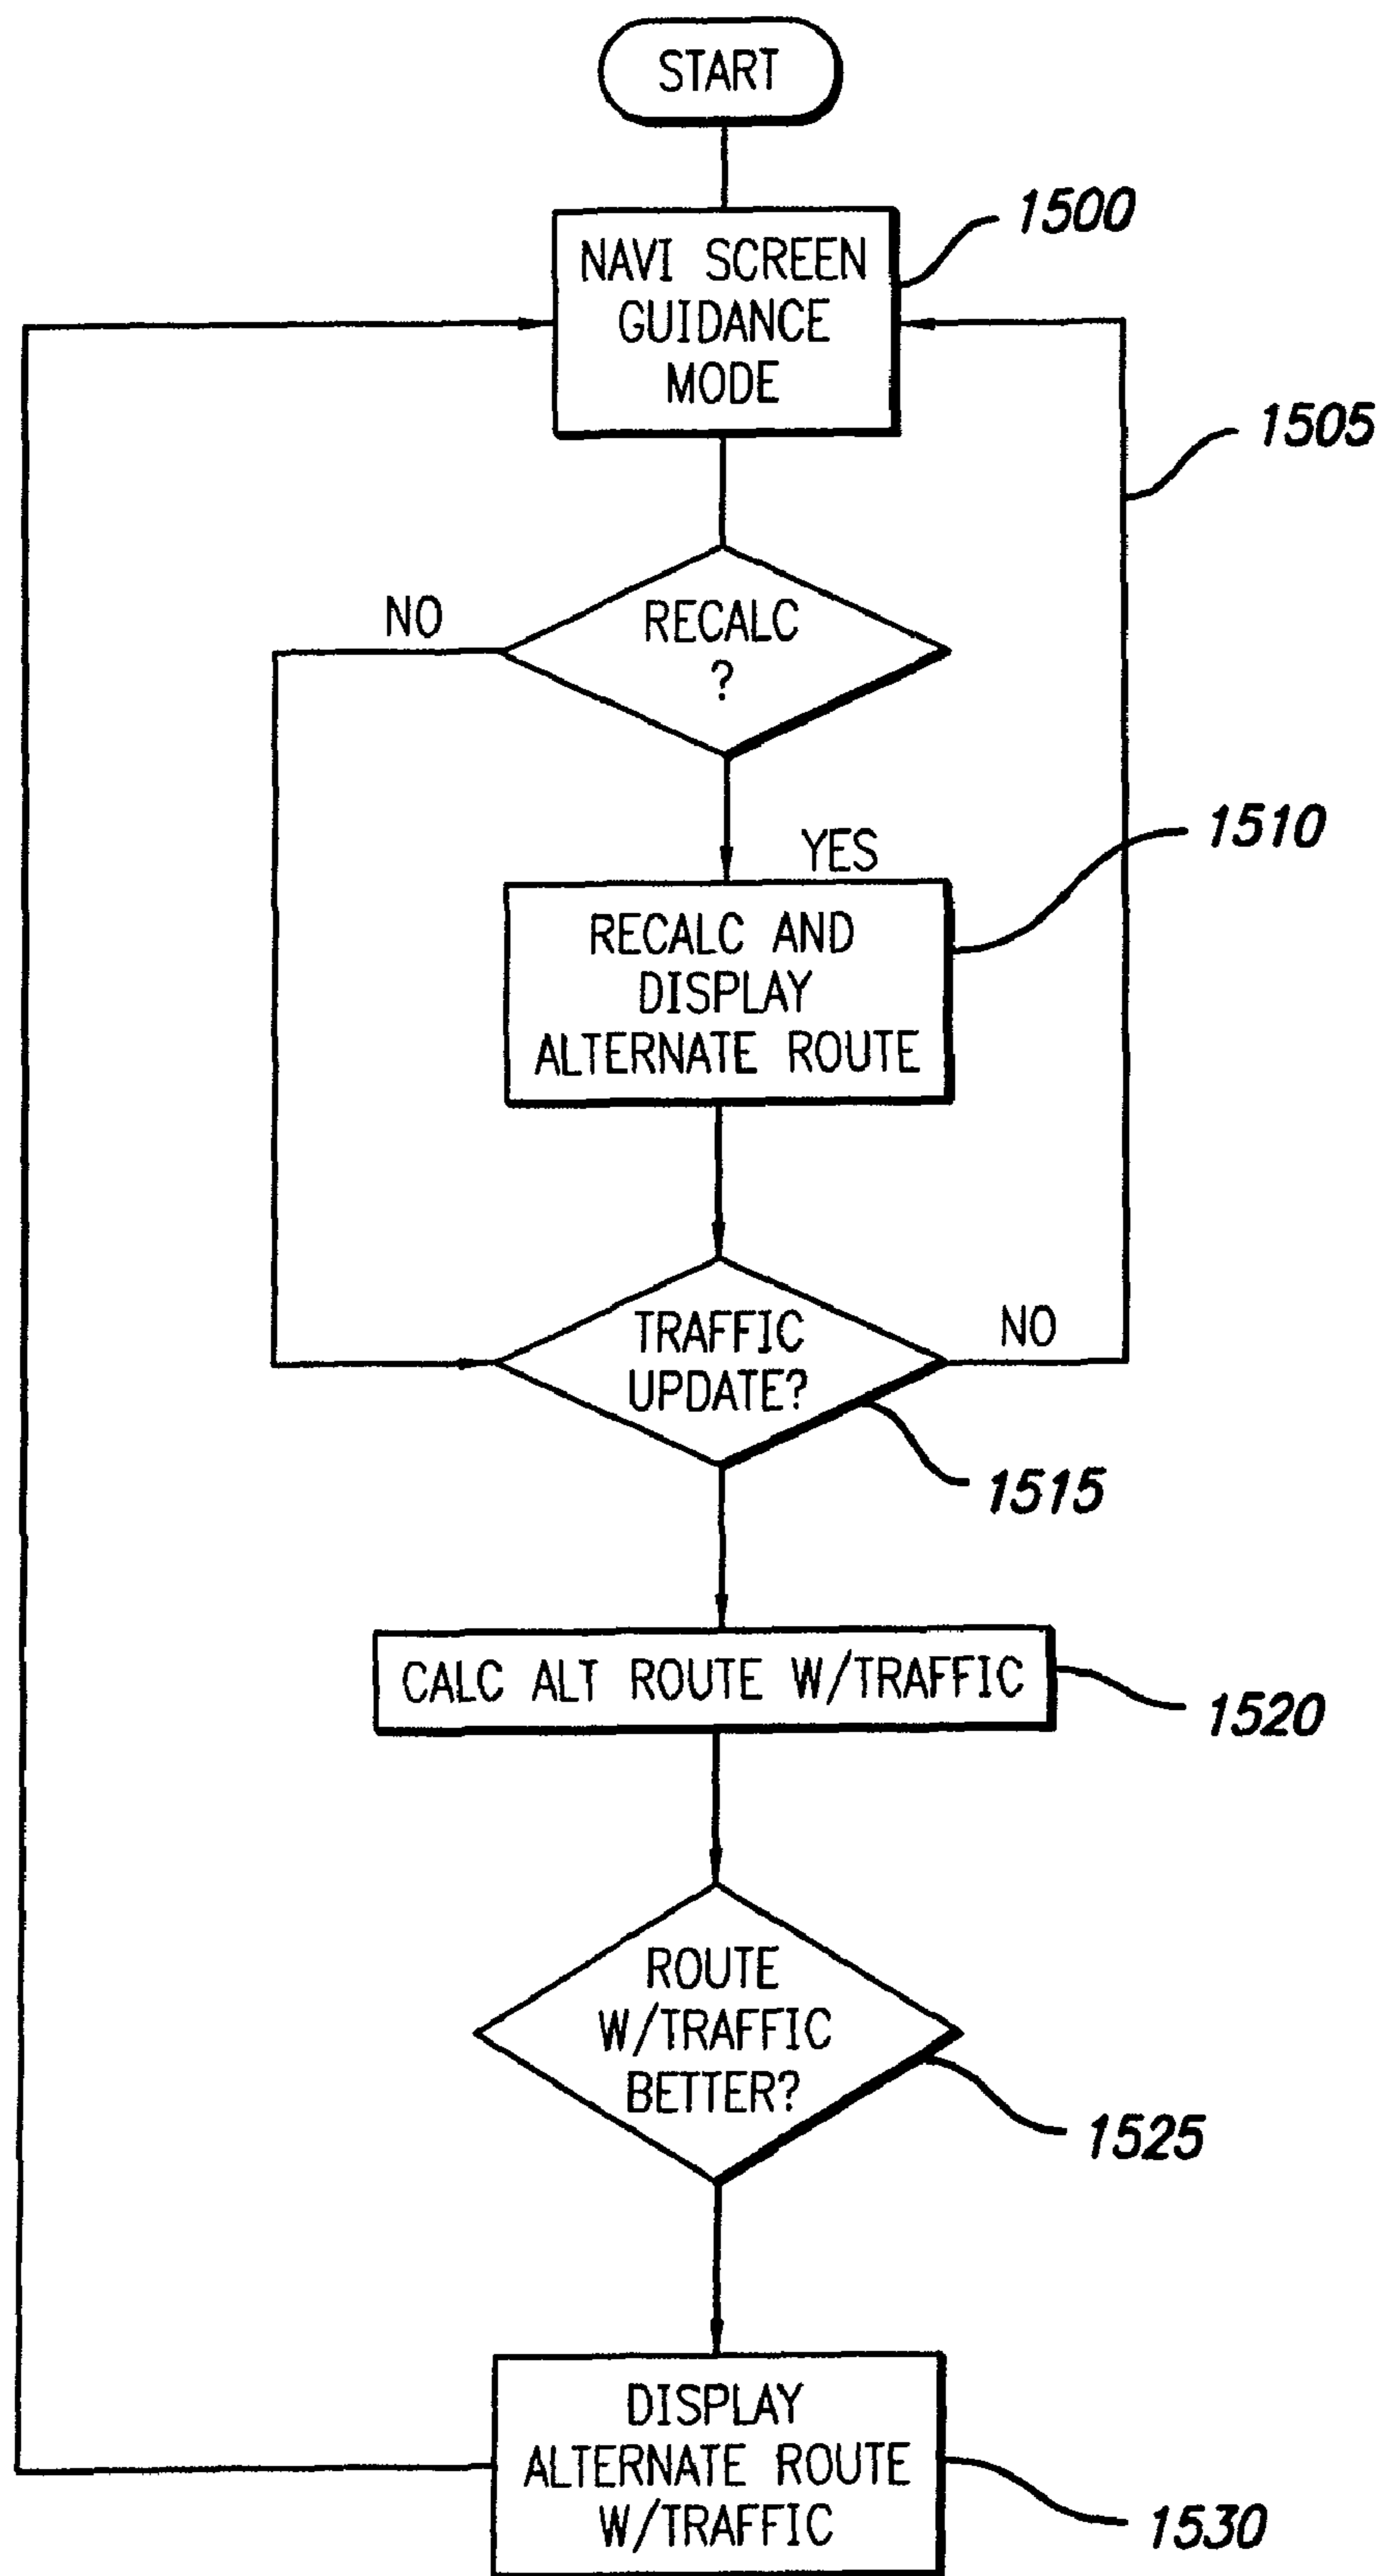 START
1500
NAVI SCREEN
GUIDANCE
MODE
1505
NO
RECALC
?
YES
1510
RECALC AND
DISPLAY
ALTERNATE ROUTE
TRAFFIC
UPDATE?
NO
1515
CALC ALT ROUTE W/TRAFFIC
1520
ROUTE
W/TRAFFIC
BETTER?
1525
DISPLAY
ALTERNATE ROUTE
W/TRAFFIC
1530